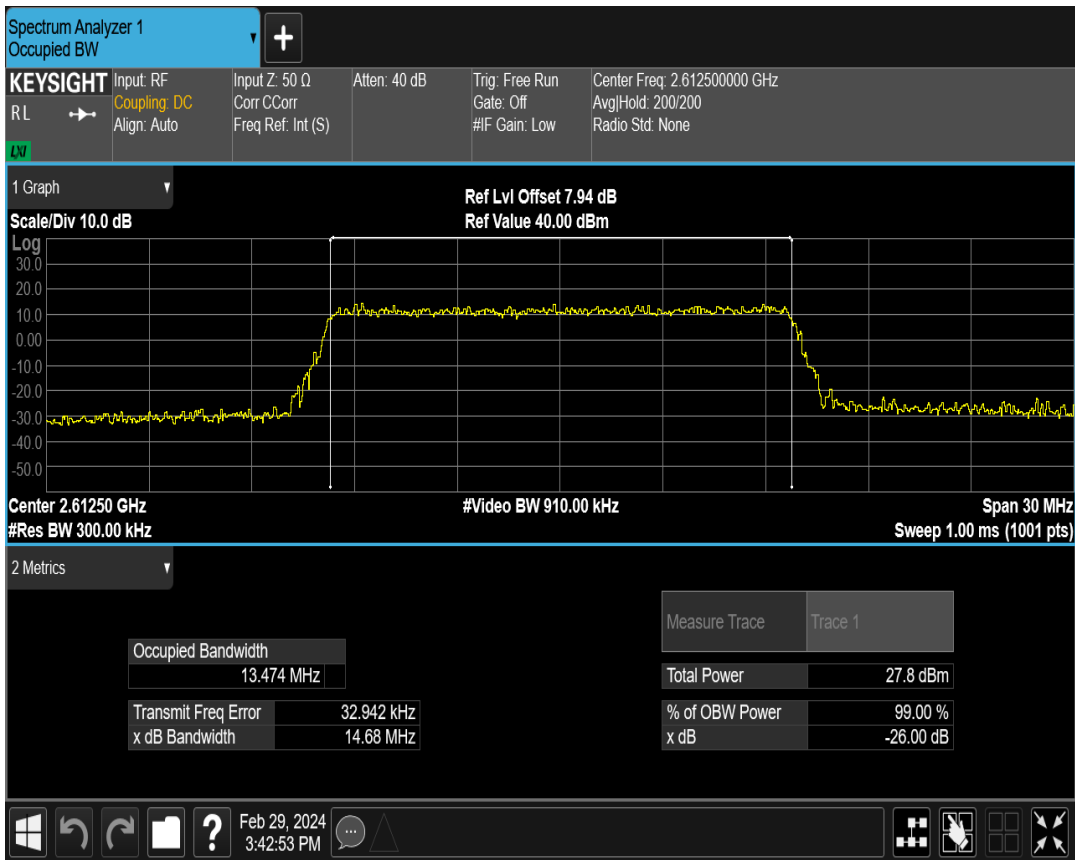 Spectrum Analyzer 1
Occupied BW
KEYSIGHT
RL
LXI
Input: RF
Coupling: DC
Align: Auto
Input Z: 50 Ω
Corr CCorr
Freq Ref: Int (S)
Atten: 40 dB
Trig: Free Run
Gate: Off
#IF Gain: Low
Center Freq: 2.612500000 GHz
Avg|Hold: 200/200
Radio Std: None
1 Graph
Scale/Div 10.0 dB
Ref Lvl Offset 7.94 dB
Ref Value 40.00 dBm
Log
30.0
20.0
10.0
0.00
-10.0
-20.0
-30.0
-40.0
-50.0
Center 2.61250 GHz
#Video BW 910.00 kHz
Span 30 MHz
#Res BW 300.00 kHz
Sweep 1.00 ms (1001 pts)
2 Metrics
Measure Trace Trace 1
Occupied Bandwidth
13.474 MHz
Total Power 27.8 dBm
Transmit Freq Error 32.942 kHz
% of OBW Power 99.00 %
x dB Bandwidth 14.68 MHz
x dB -26.00 dB
?
Feb 29, 2024
3:42:53 PM